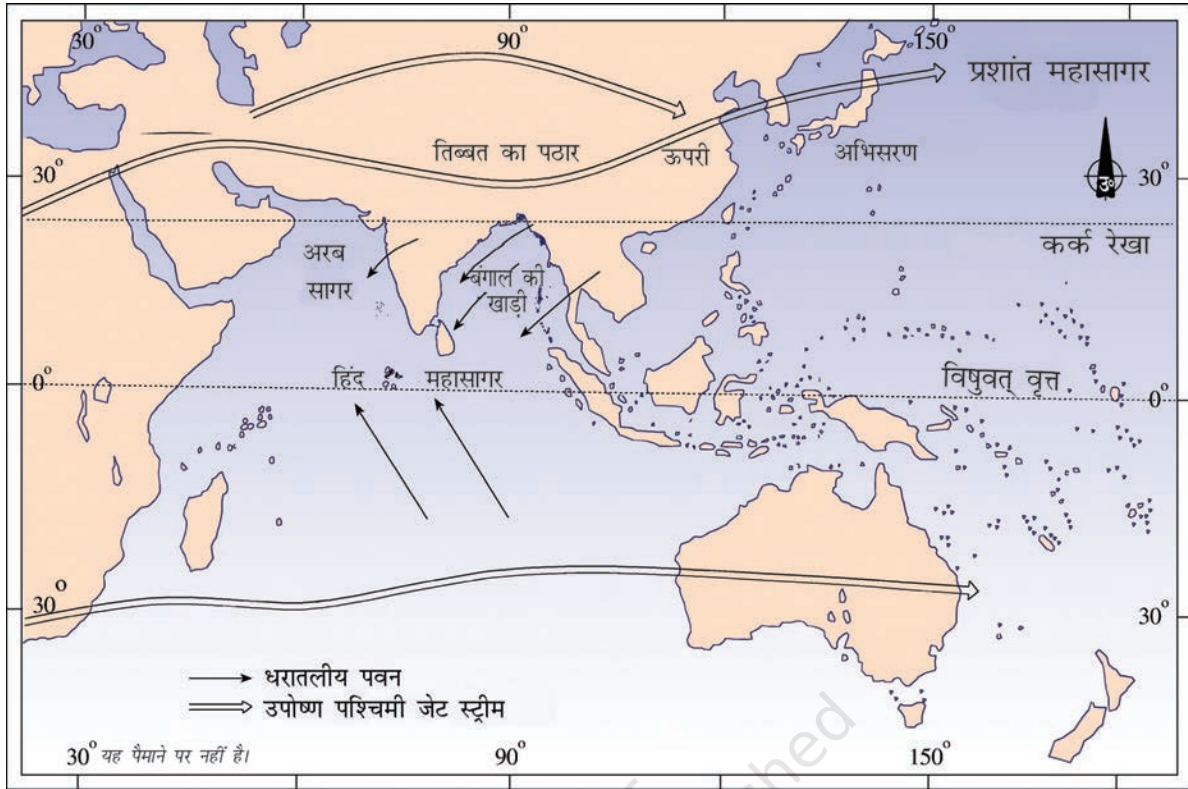 30° 90° 150°
प्रशांत महासागर
तिब्बत का पठार ऊपरी अभिसरण
30° 30°
उ०
कर्क रेखा
अरब
सागर
बंगाल की
खाड़ी
0° हिंद महासागर विषुवत् वृत्त 0°
30° 30°
धरातलीय पवन
उपोष्ण पश्चिमी जेट स्ट्रीम
30° यह पैमाने पर नहीं है। 90° 150°